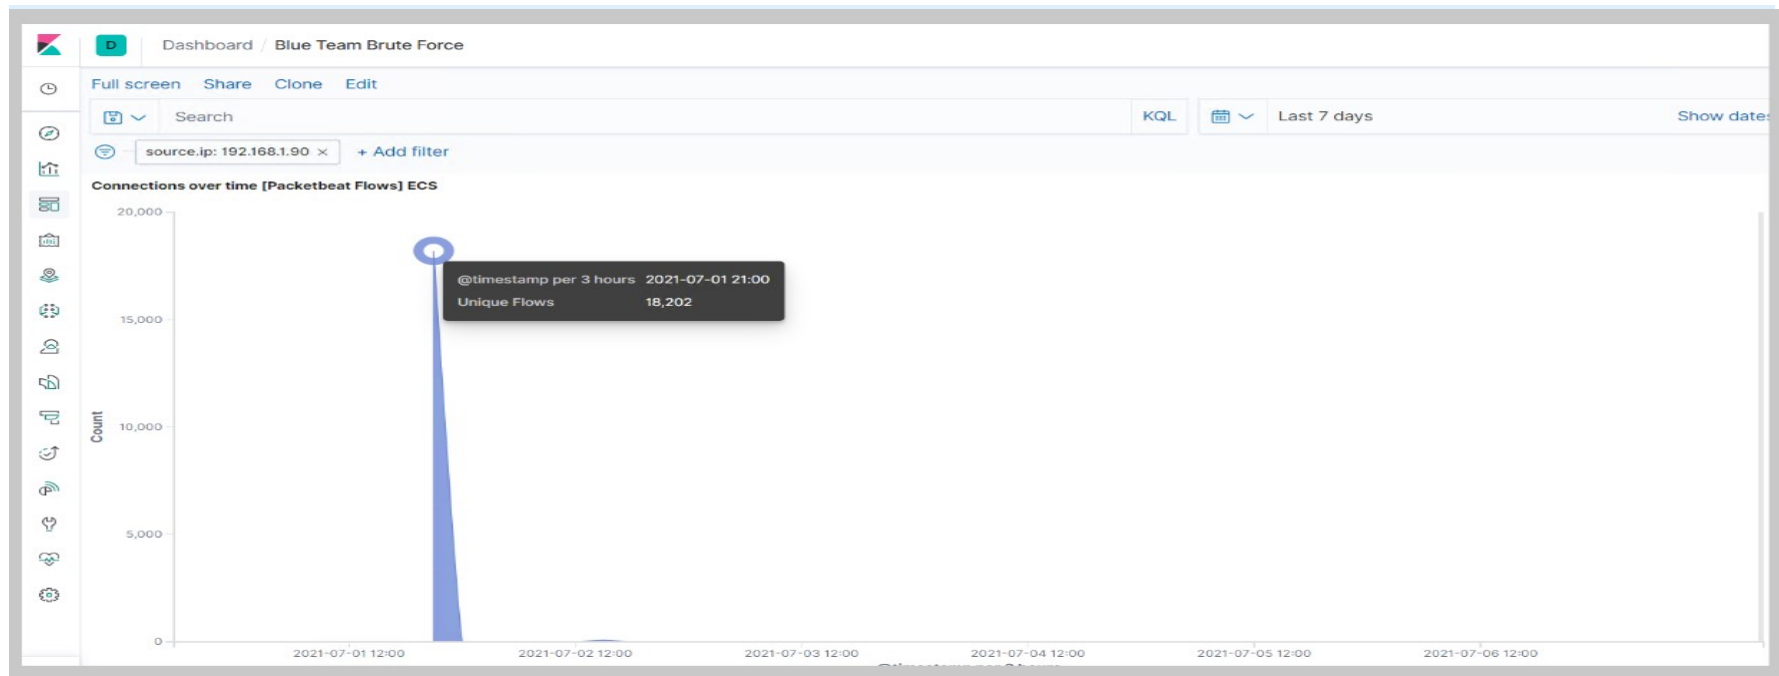 D Dashboard / Blue Team Brute Force
Full screen Share Clone Edit
Search KQL Last 7 days Show dates
source.ip: 192.168.1.90 × + Add filter
Connections over time [Packetbeat Flows] ECS
20,000
@timestamp per 3 hours 2021-07-01 21:00
Unique Flows 18,202
15,000
Count
10,000
5,000
0
2021-07-01 12:00 2021-07-02 12:00 2021-07-03 12:00 2021-07-04 12:00 2021-07-05 12:00 2021-07-06 12:00